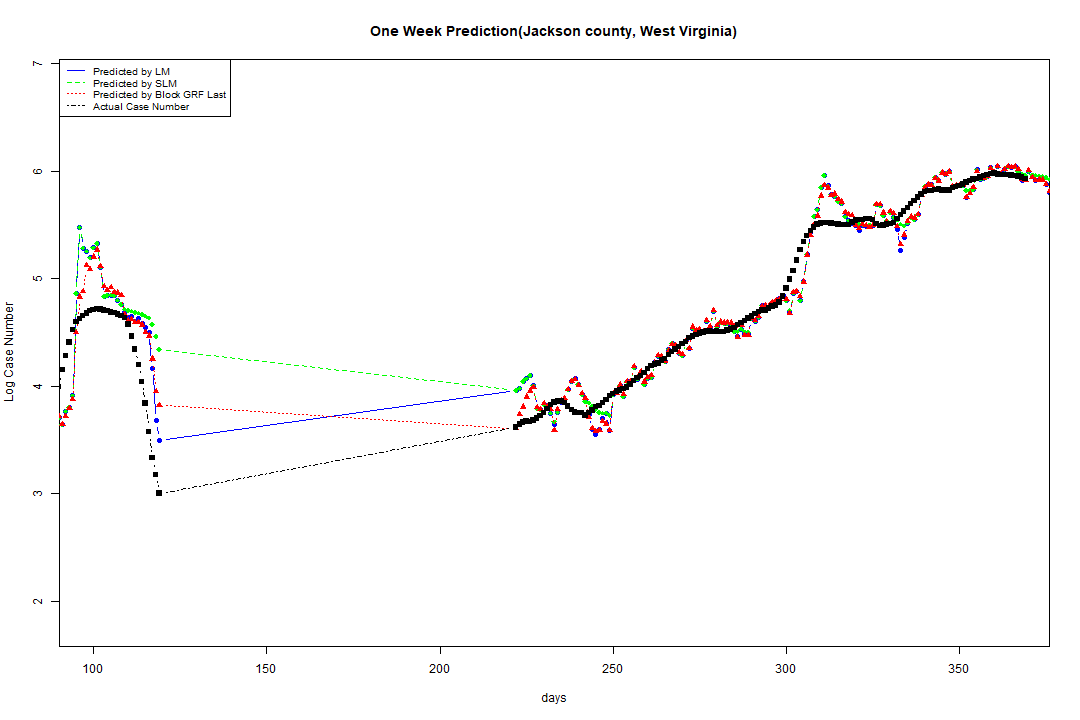 One Week Prediction(Jackson county, West Virginia)
Predicted by LM
Predicted by SLM
Predicted by Block GRF Last
Actual Case Number
7
6
5
4
3
2
Log Case Number
100 150 200 250 300 350
days